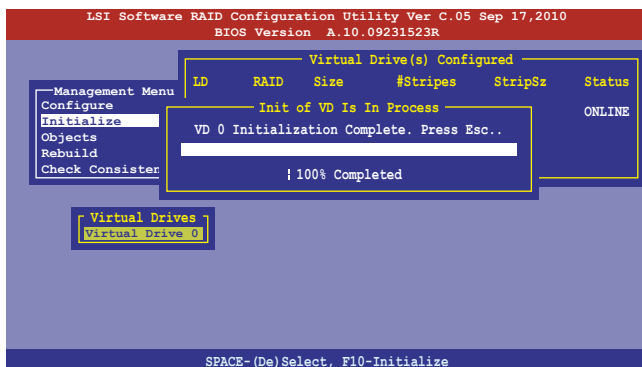 LSI Software RAID Configuration Utility Ver C.05 Sep 17,2010
BIOS Version A.10.09231523R
Virtual Drive(s) Configured
LD RAID Size #Stripes StripSz Status
ONLINE
Management Menu
Configure
Initialize
Objects
Rebuild
Check Consisten
Init of VD Is In Process
VD 0 Initialization Complete. Press Esc..
100% Completed
Virtual Drives
Virtual Drive 0
SPACE-(De)Select, F10-Initialize